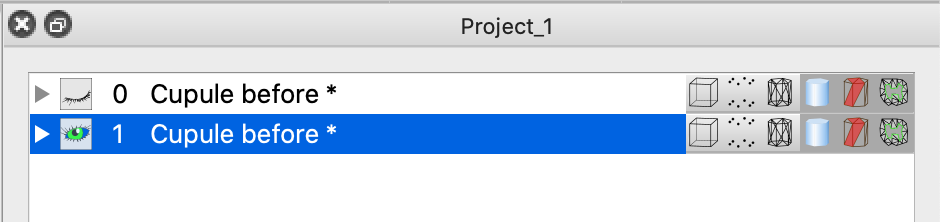 Project_1
0 Cupule before *
1 Cupule before *